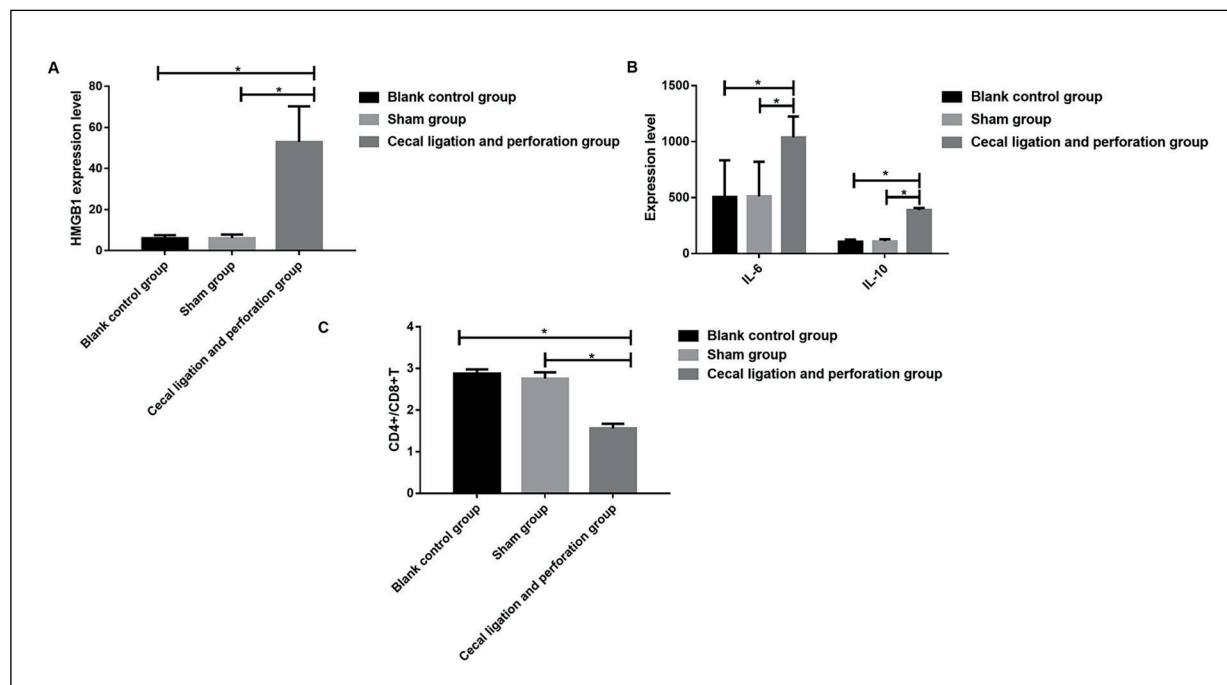 A
HMGB1 expression level
80
60
40
20
0
*
*
Blank control group
Sham group
Cecal ligation and perforation group
Blank control group
Sham group
Cecal ligation and perforation group
B
Expression level
1500
1000
500
0
*
*
*
*
IL-6
IL-10
Blank control group
Sham group
Cecal ligation and perforation group
C
CD4+/CD8+T
4
3
2
1
0
*
*
Blank control group
Sham group
Cecal ligation and perforation group
Blank control group
Sham group
Cecal ligation and perforation group